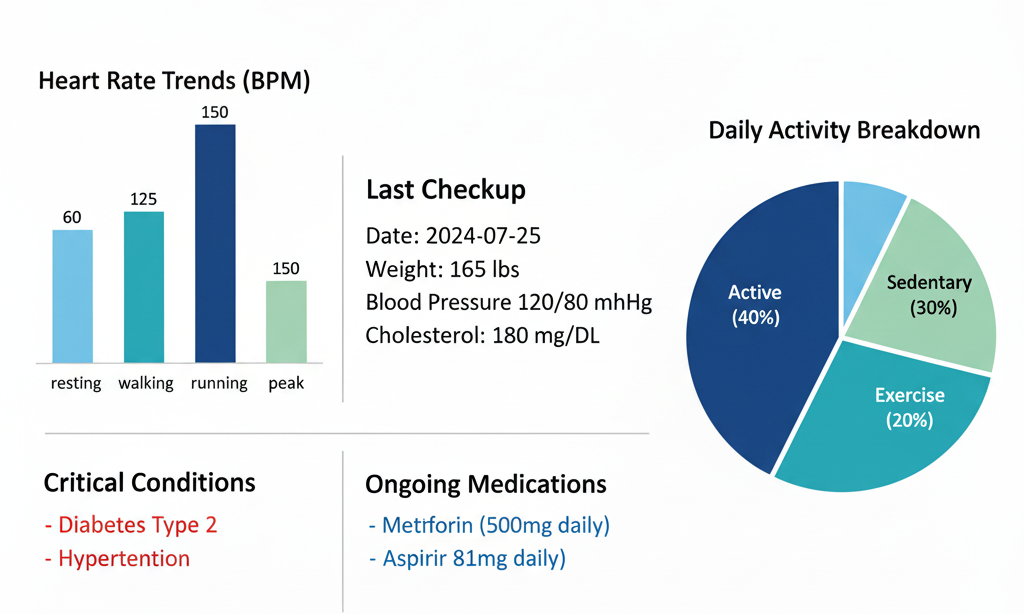 Heart Rate Trends (BPM)
150
125
60
150
resting walking running peak
Last Checkup
Date: 2024-07-25
Weight: 165 lbs
Blood Pressure 120/80 mhHg
Cholesterol: 180 mg/DL
Daily Activity Breakdown
Active
(40%)
Sedentary
(30%)
Exercise
(20%)
Critical Conditions
- Diabetes Type 2
- Hypertention
Ongoing Medications
- Metrforin (500mg daily)
- Aspirir 81mg daily)